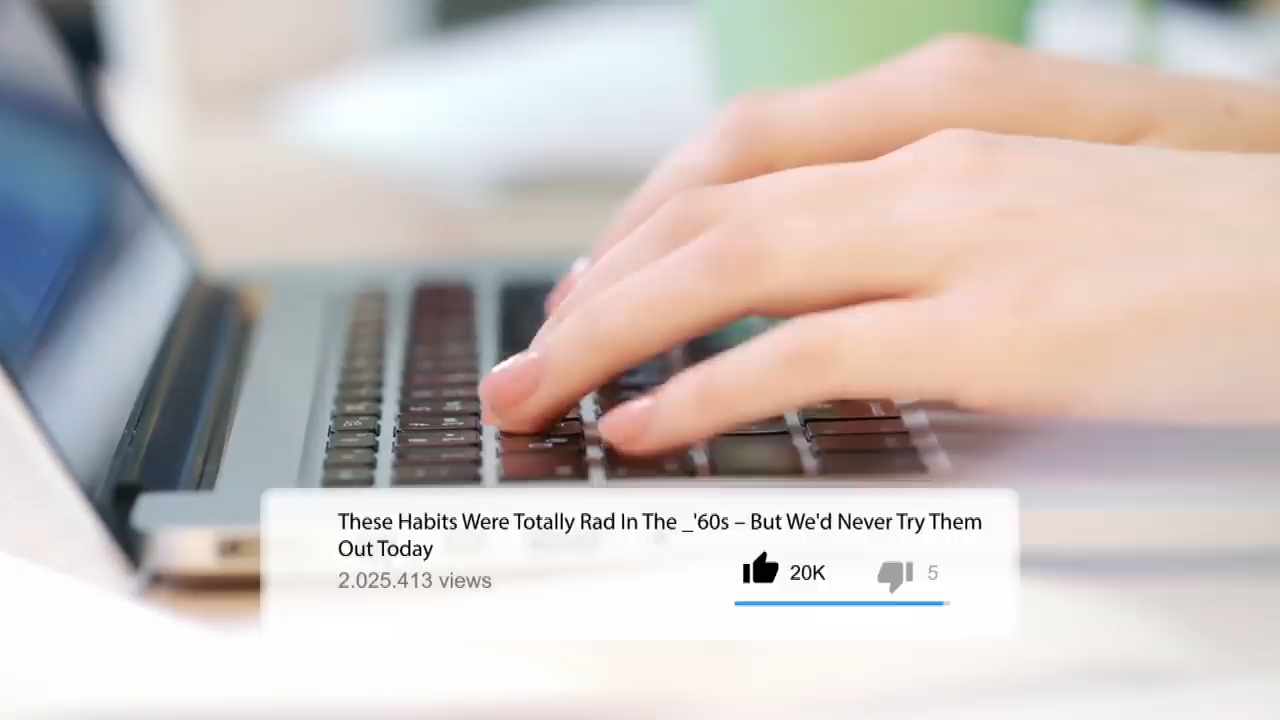 These Habits Were Totally Rad In The _'60s – But We'd Never Try Them
Out Today
2.025.413 views
20K
5